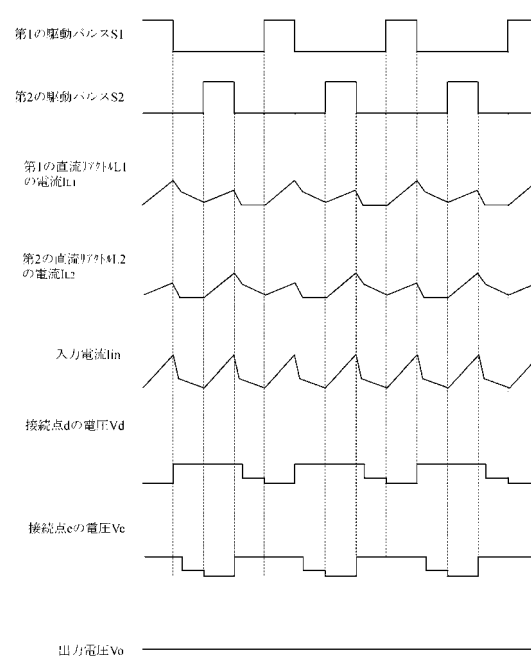 第1の駆動パルスS1
第2の駆動パルスS2
第1の直流リアクトルL1
の電流IL1
第2の直流リアクトルL2
の電流IL2
入力電流Iin
接続点dの電圧Vd
接続点eの電圧Ve
出力電圧Vo